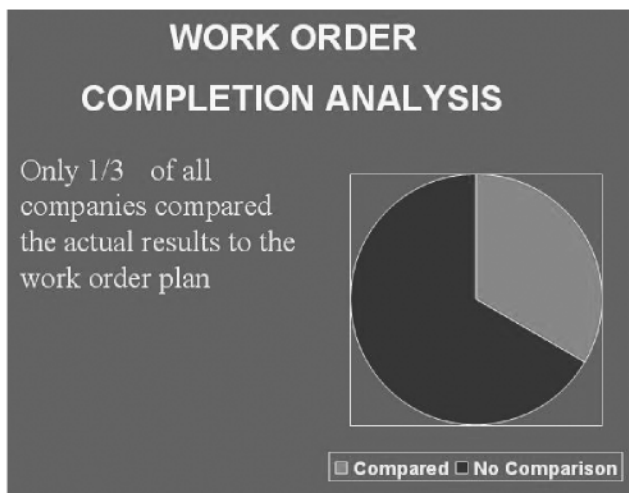 WORK ORDER
COMPLETION ANALYSIS
Only 1/3 of all
companies compared
the actual results to the
work order plan
Compared No Comparison